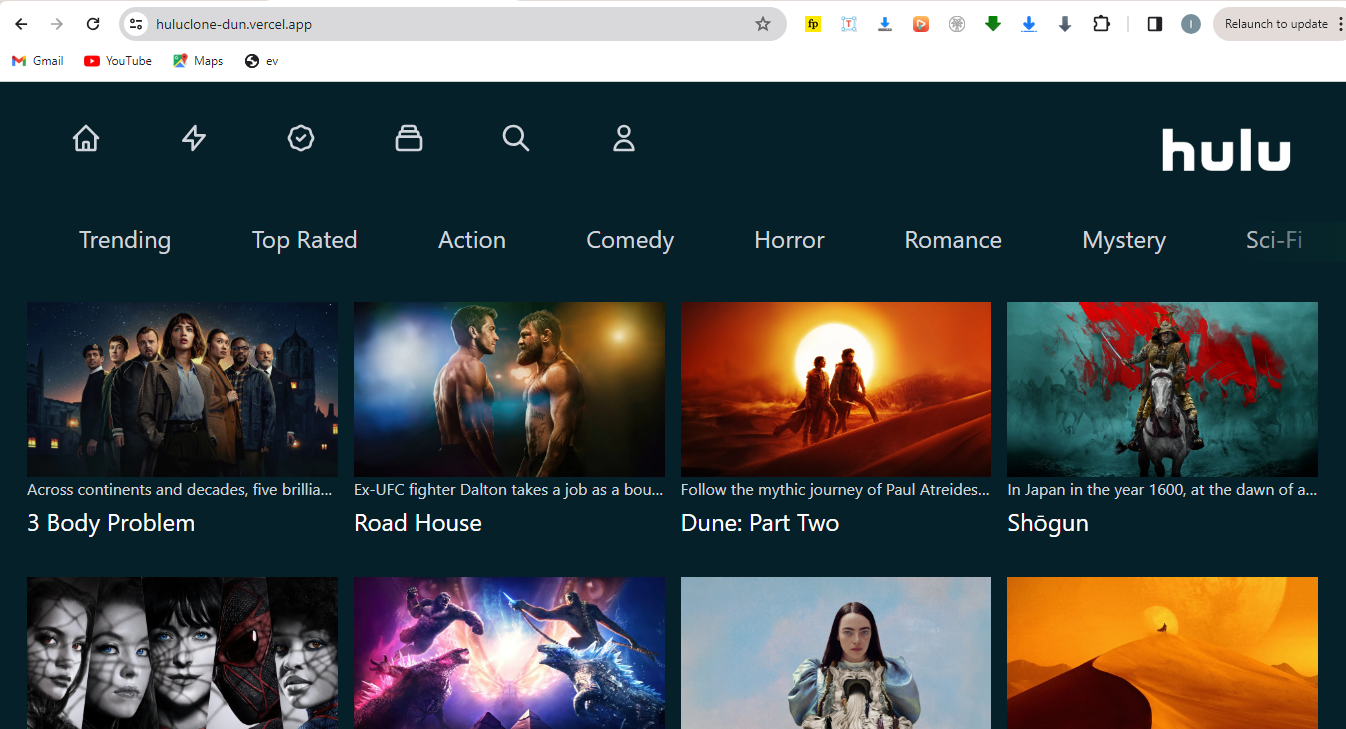 huluclone-dun.vercel.app
fp
T
I
Relaunch to update
Gmail
YouTube
Maps
ev
hulu
Trending
Top Rated
Action
Comedy
Horror
Romance
Mystery
Sci-Fi
Across continents and decades, five brillia...
Ex-UFC fighter Dalton takes a job as a bou...
Follow the mythic journey of Paul Atreides...
In Japan in the year 1600, at the dawn of a...
3 Body Problem
Road House
Dune: Part Two
Shōgun